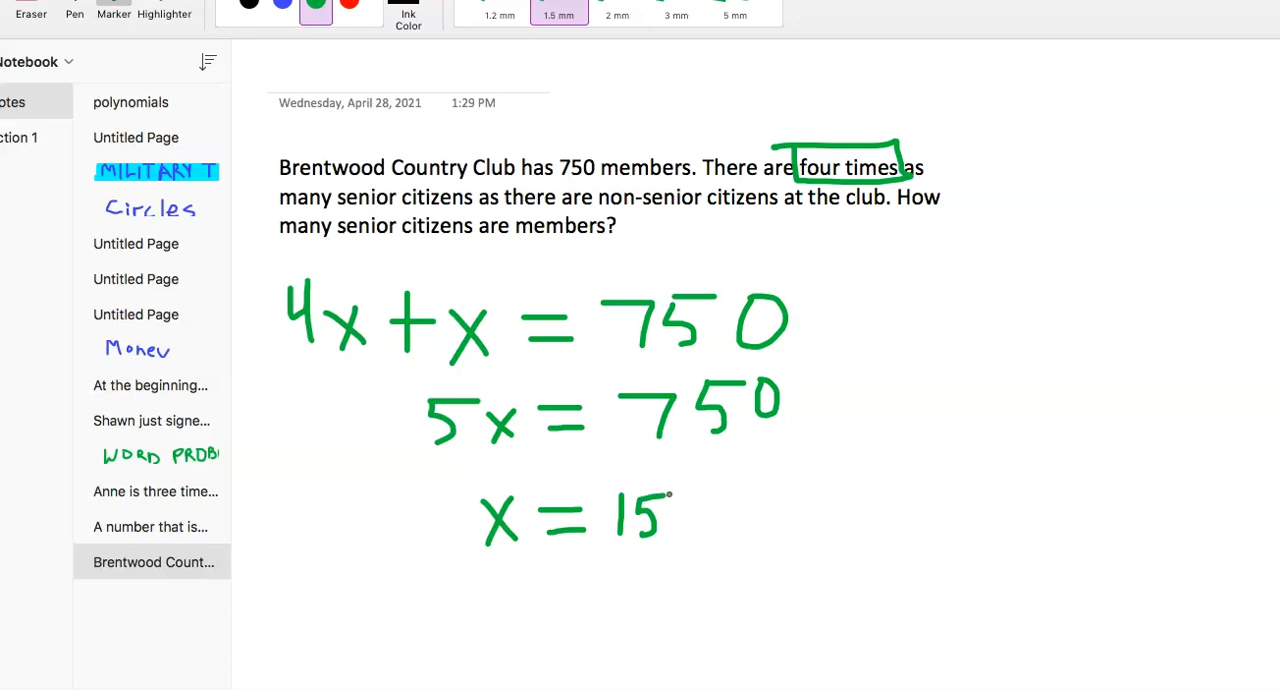 Eraser Pen Marker Highlighter
Ink
Color
1.2 mm 1.5 mm 2 mm 3 mm 5 mm
Notebook
otes
ction 1
polynomials
Untitled Page
MILITARY T
Circles
Untitled Page
Untitled Page
Untitled Page
Money
At the beginning...
Shawn just signe...
WORD PROB
Anne is three time...
A number that is...
Brentwood Count...
Wednesday, April 28, 2021 1:29 PM
Brentwood Country Club has 750 members. There are four times as
many senior citizens as there are non-senior citizens at the club. How
many senior citizens are members?
4x + x = 750
5x = 750
x = 15